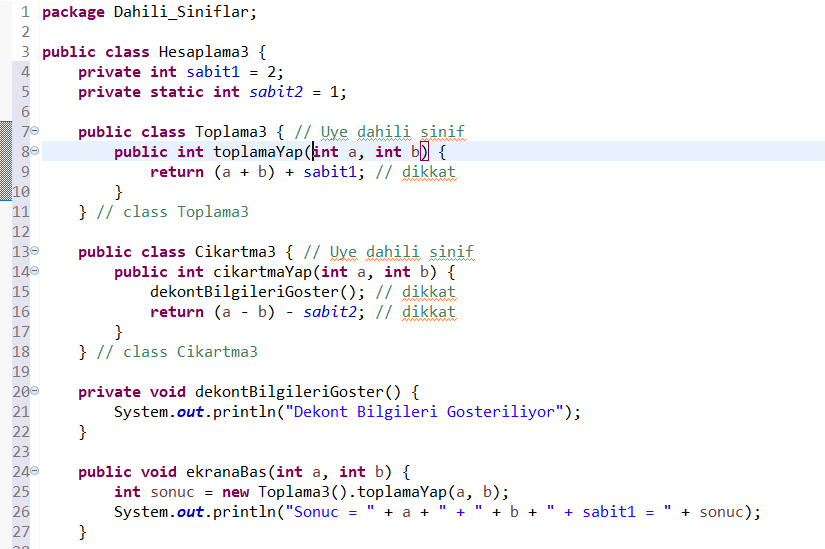 1 package Dahili_Siniflar;
2
3 public class Hesaplama3 {
4     private int sabit1 = 2;
5     private static int sabit2 = 1;
6
7     public class Toplama3 { // Uye dahili sinif
8         public int toplamaYap(int a, int b) {
9             return (a + b) + sabit1; // dikkat
10         }
11     } // class Toplama3
12
13     public class Cikartma3 { // Uye dahili sinif
14         public int cikartmaYap(int a, int b) {
15             dekontBilgileriGoster(); // dikkat
16             return (a - b) - sabit2; // dikkat
17         }
18     } // class Cikartma3
19
20     private void dekontBilgileriGoster() {
21         System.out.println("Dekont Bilgileri Gosteriliyor");
22     }
23
24     public void ekranaBas(int a, int b) {
25         int sonuc = new Toplama3().toplamaYap(a, b);
26         System.out.println("Sonuc = " + a + " + " + b + " + sabit1 = " + sonuc);
27     }